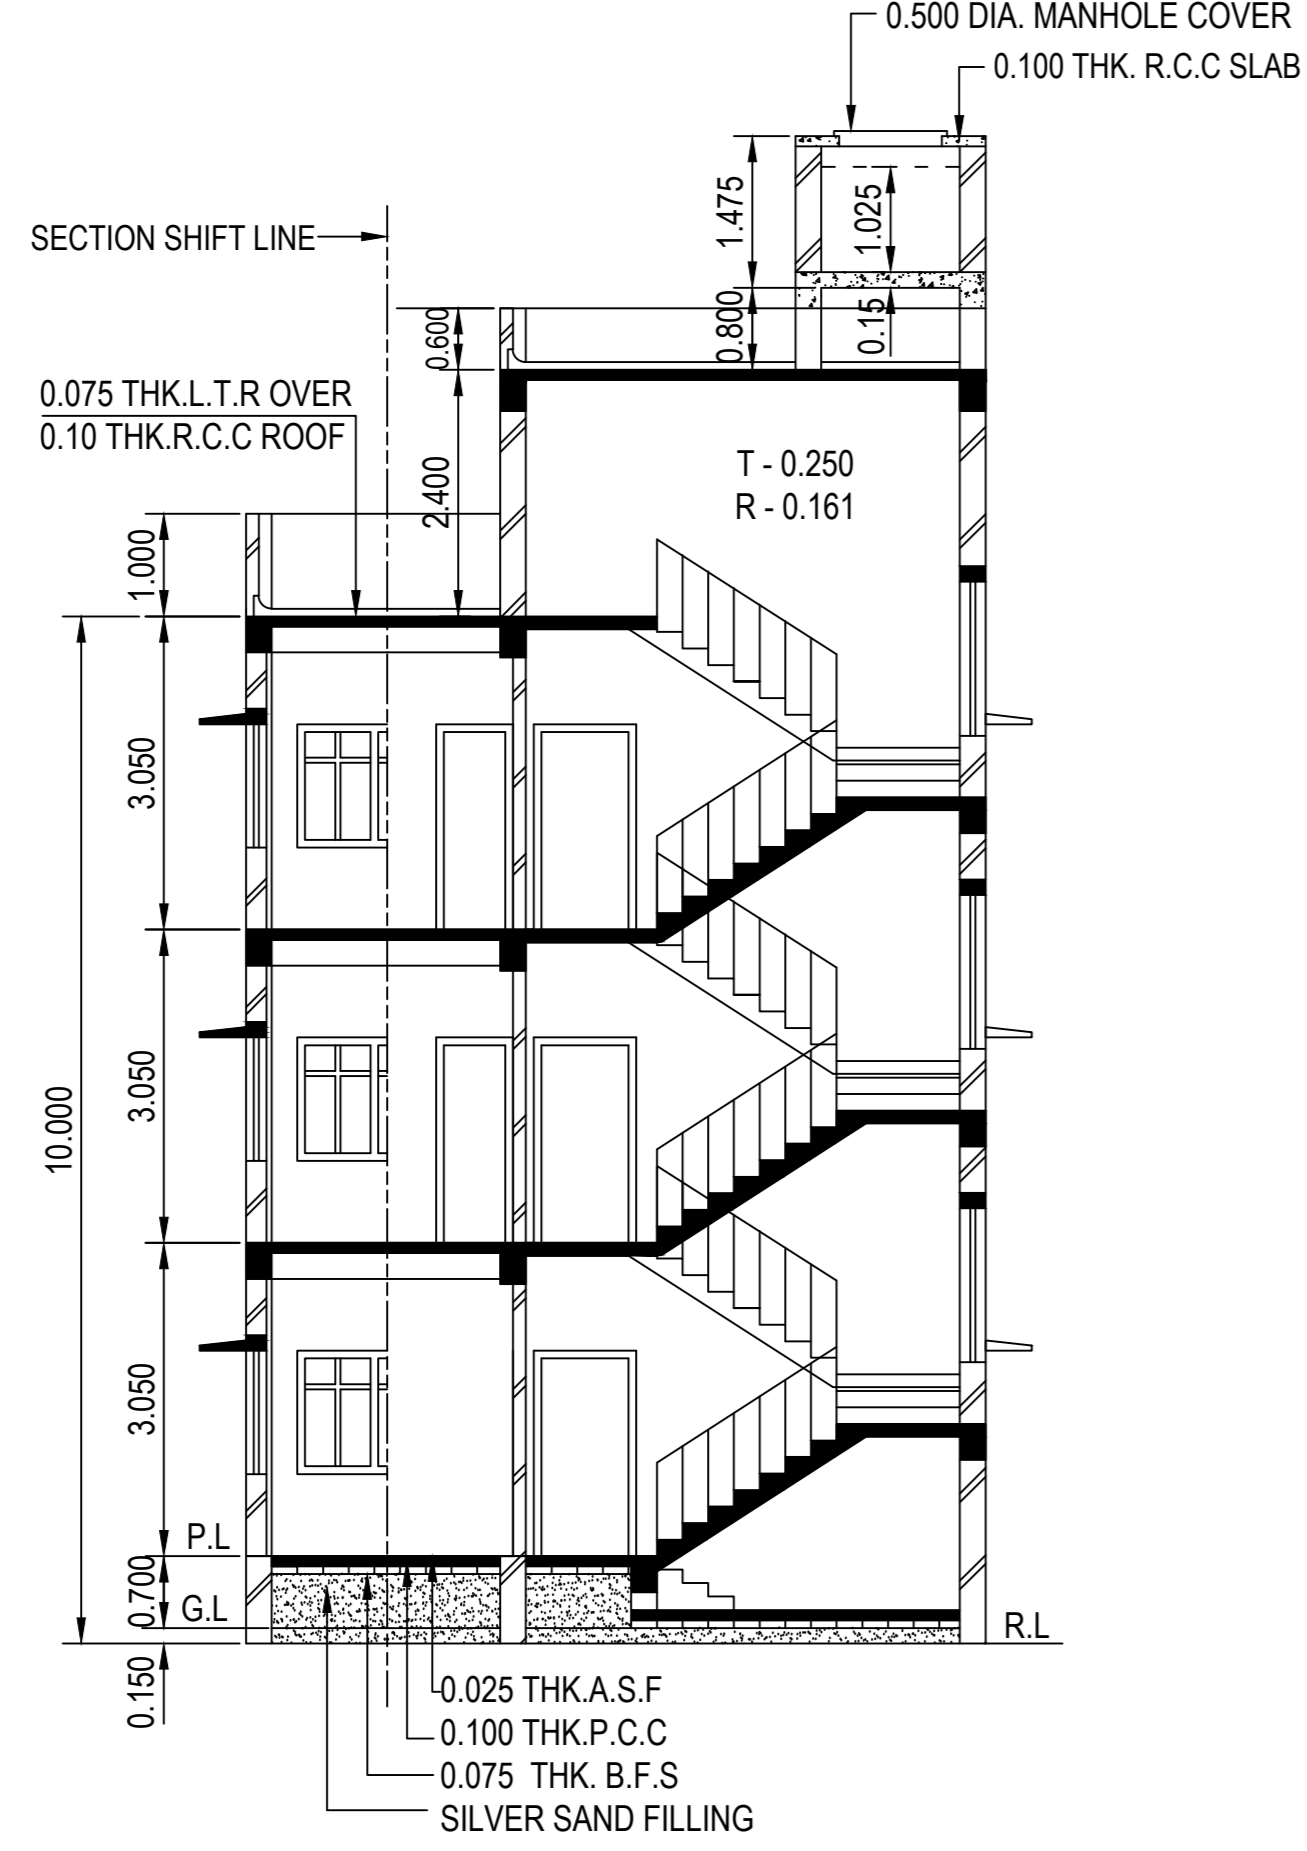 0.500 DIA. MANHOLE COVER
0.100 THK. R.C.C SLAB
1.475
1.025
SECTION SHIFT LINE
0.600
0.800
0.15
0.075 THK.L.T.R OVER
0.10 THK.R.C.C ROOF
2.400
T - 0.250
R - 0.161
1.000
3.050
10.000
3.050
3.050
P.L
0.700
G.L
R.L
0.150
0.025 THK.A.S.F
0.100 THK.P.C.C
0.075 THK. B.F.S
SILVER SAND FILLING